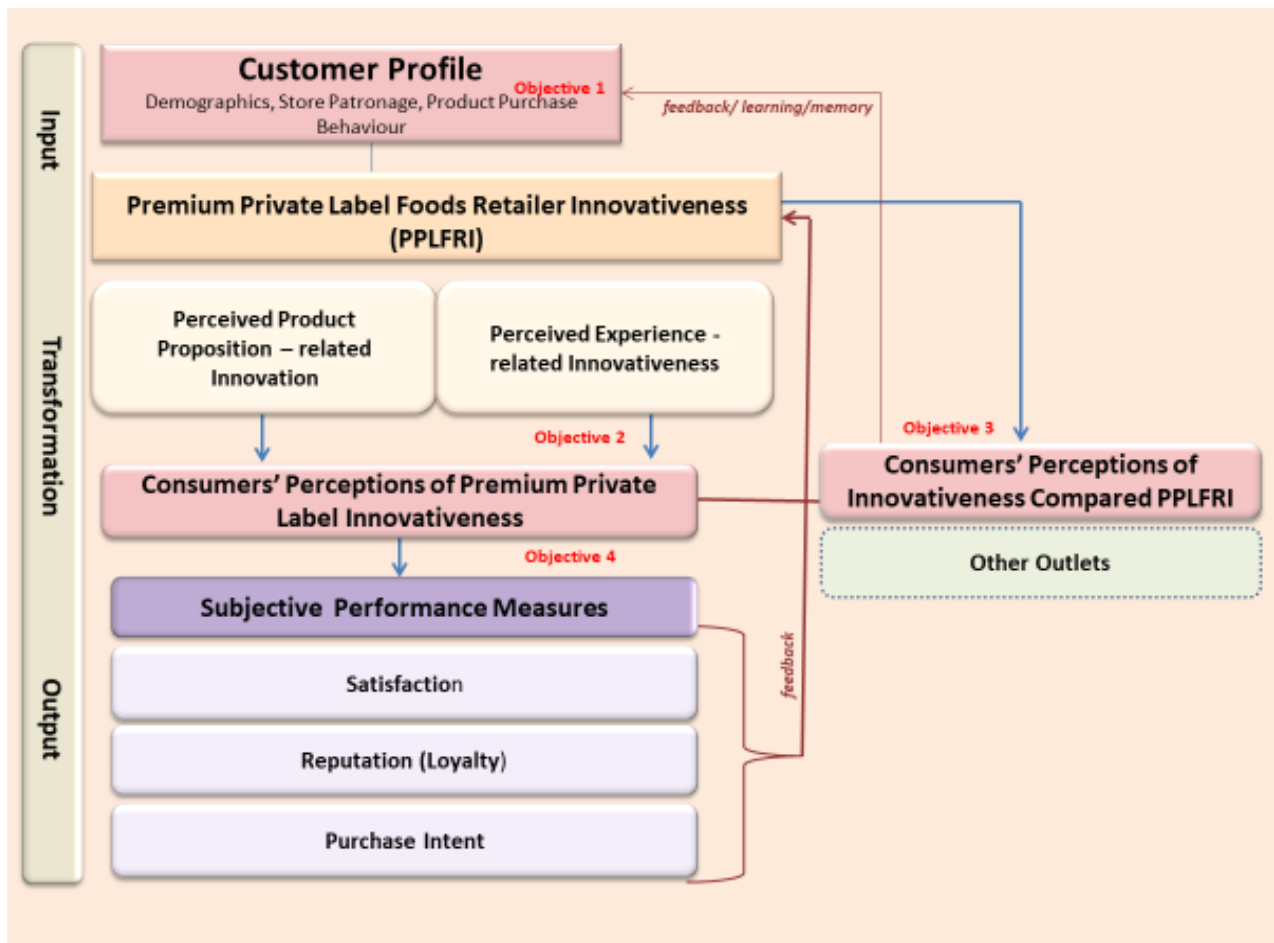 Input
Transformation
Output
Customer Profile
Objective 1
Demographics, Store Patronage, Product Purchase
Behaviour
feedback/ learning/memory
Premium Private Label Foods Retailer Innovativeness
(PPLFRI)
Perceived Product
Proposition – related
Innovation
Perceived Experience -
related Innovativeness
Objective 2
Objective 3
Consumers’ Perceptions of Premium Private
Label Innovativeness
Consumers’ Perceptions of
Innovativeness Compared PPLFRI
Other Outlets
Objective 4
Subjective Performance Measures
Satisfaction
Reputation (Loyalty)
Purchase Intent
feedback